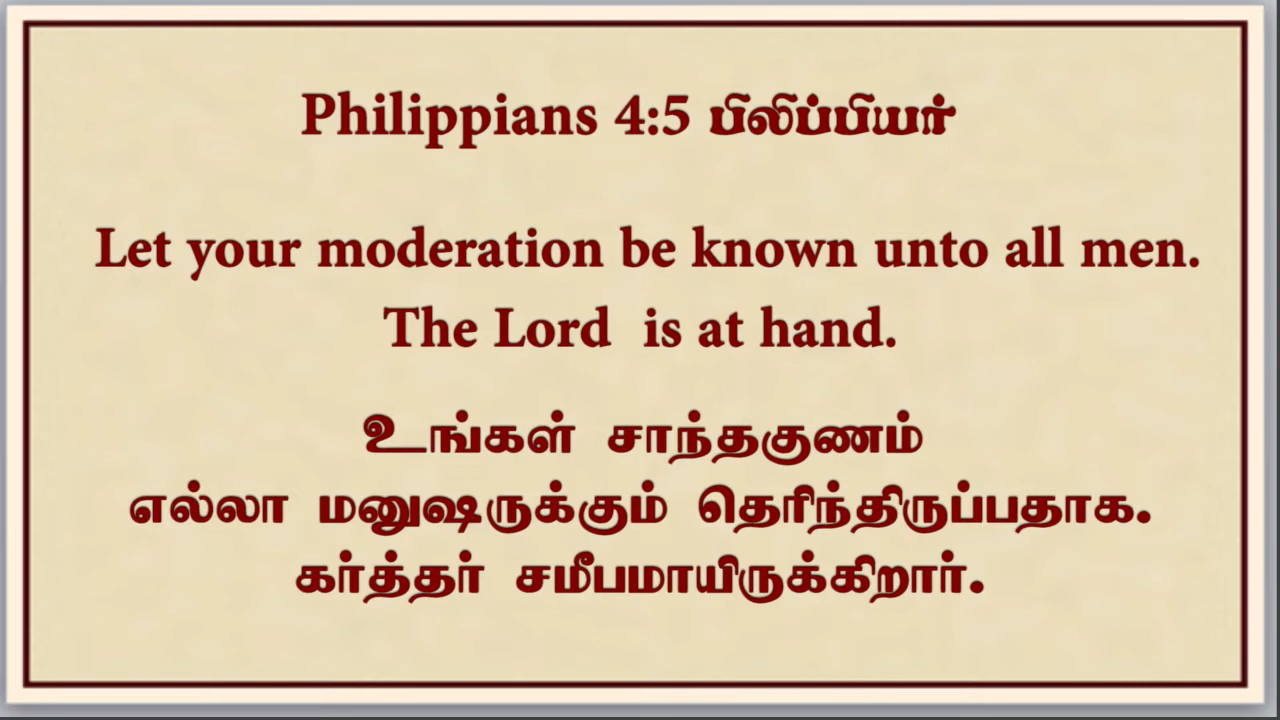 Philippians 4:5 பிலிப்பியர்
Let your moderation be known unto all men.
The Lord is at hand.
உங்கள் சாந்தகுணம்
எல்லா மனுஷருக்கும் தெரிந்திருப்பதாக.
கர்த்தர் சமீபமாயிருக்கிறார்.